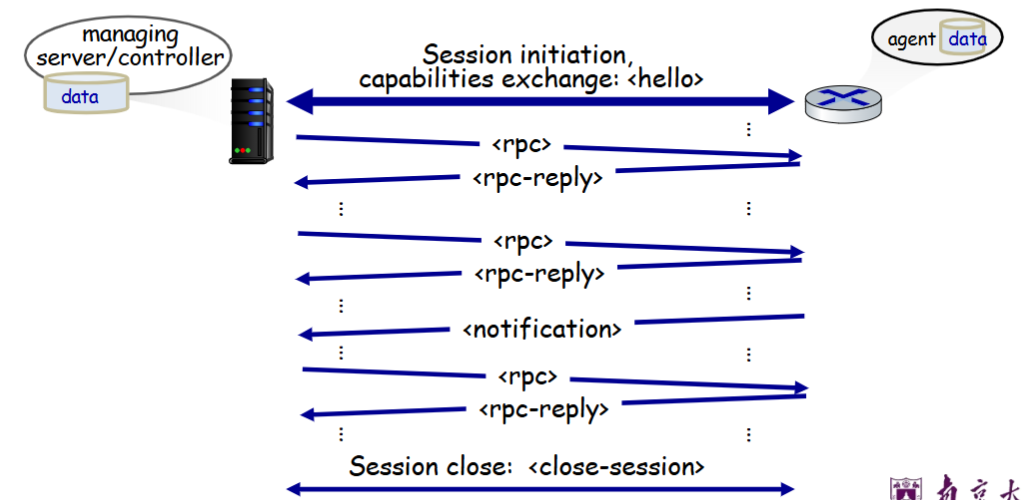 managing
server/controller
data
agent data
Session initiation,
capabilities exchange: <hello>
<rpc>
<rpc-reply>
<rpc>
<rpc-reply>
<notification>
<rpc>
<rpc-reply>
Session close: <close-session>
南京大